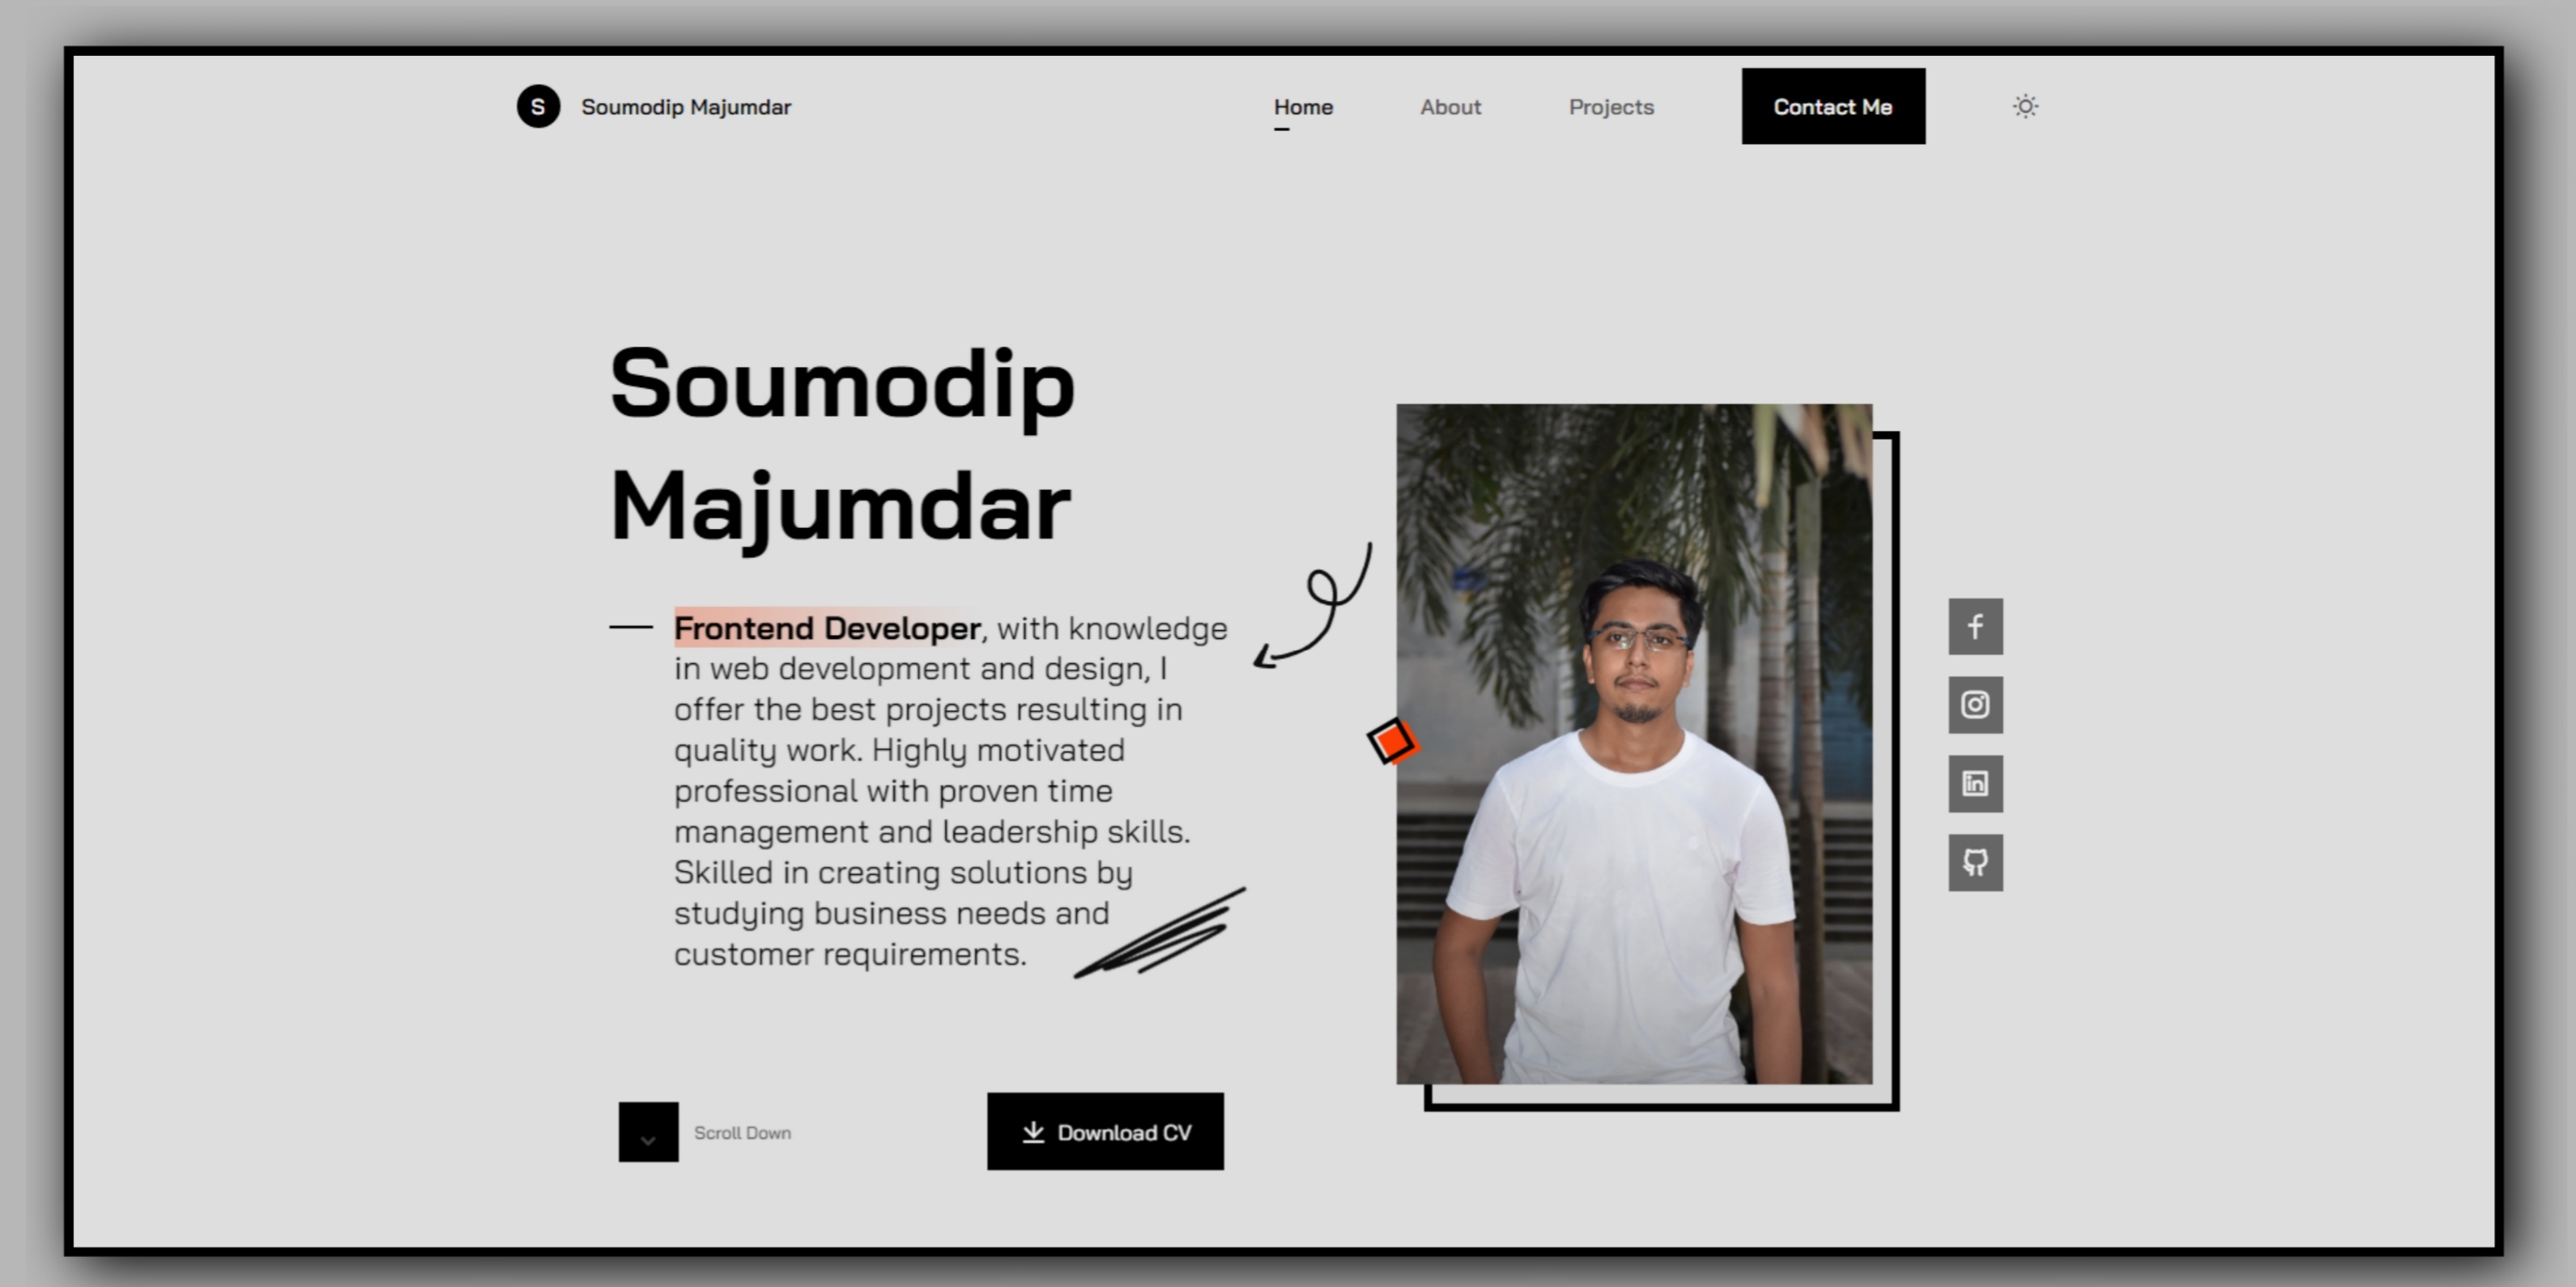 S Soumodip Majumdar Home About Projects Contact Me
Soumodip
Majumdar
Frontend Developer, with knowledge
in web development and design, I
offer the best projects resulting in
quality work. Highly motivated
professional with proven time
management and leadership skills.
Skilled in creating solutions by
studying business needs and
customer requirements.
f
in
Scroll Down
Download CV